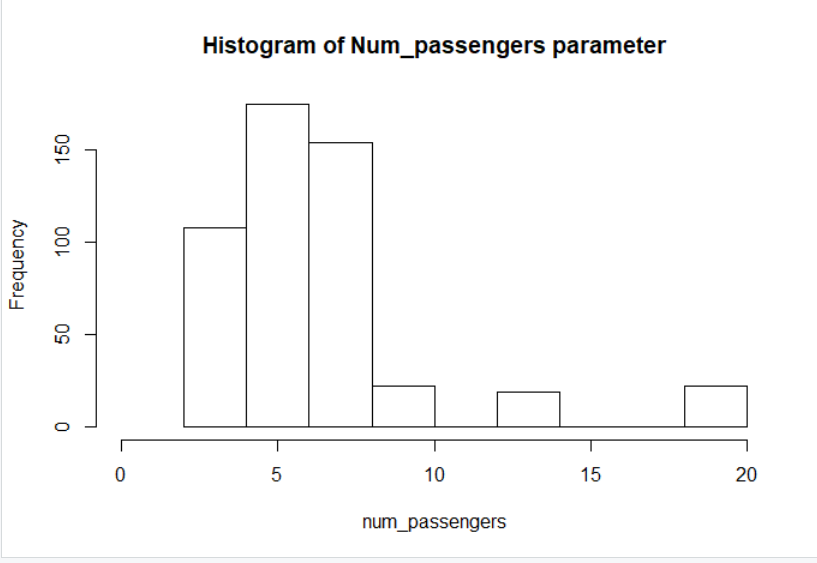 Histogram of Num_passengers parameter
Frequency
150
100
50
0
0 5 10 15 20
num_passengers